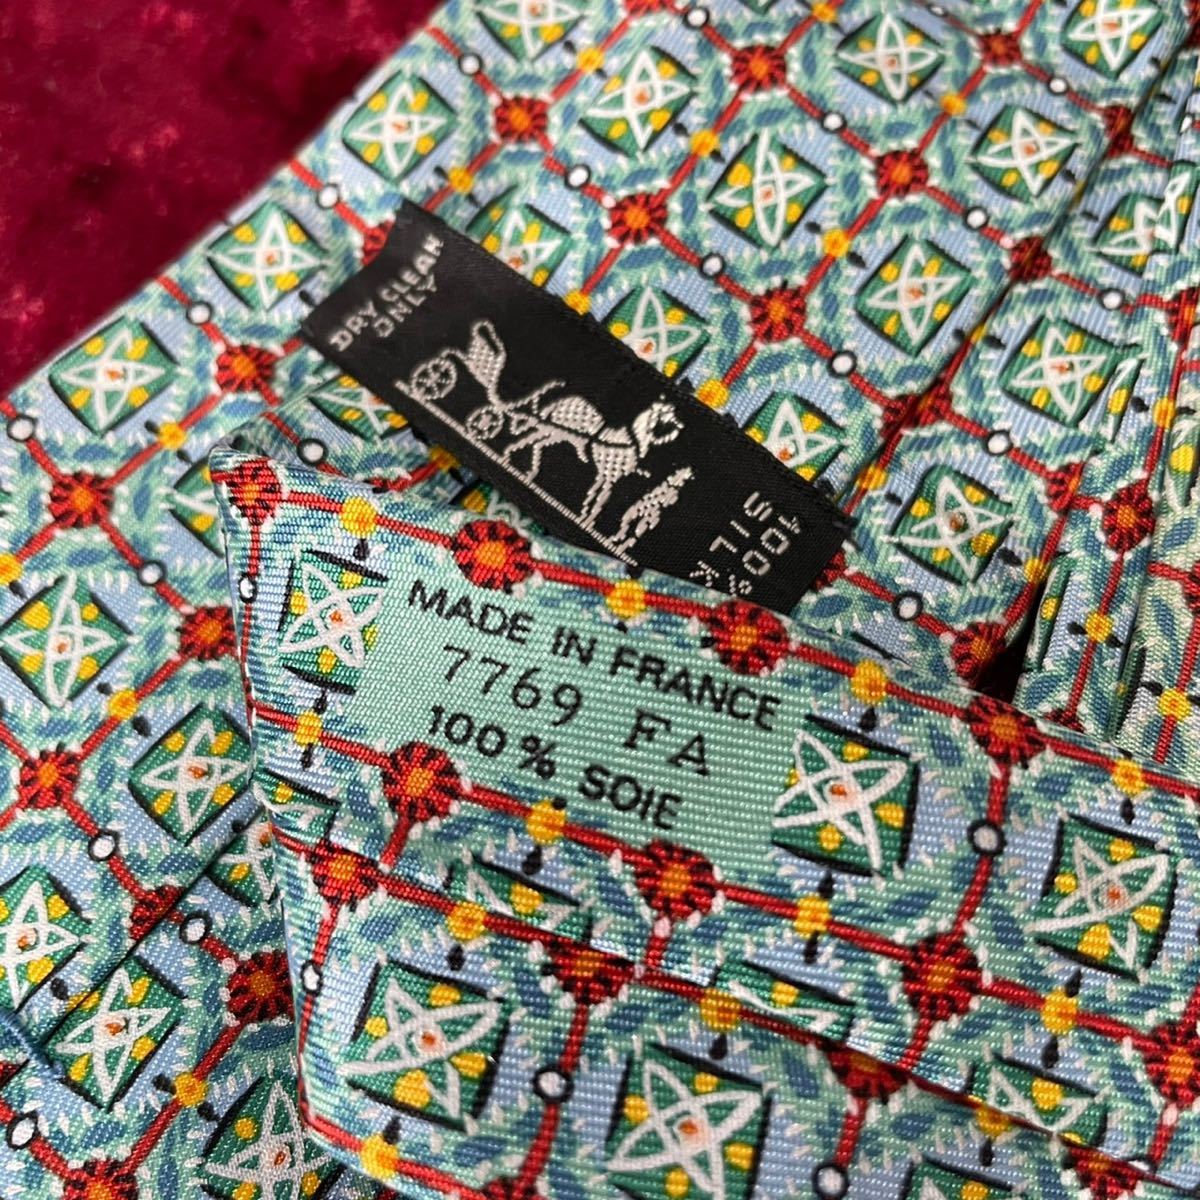 DRY CLEAN
ONLY
100%
SILK
MADE IN FRANCE
7769 FA
100% SOIE